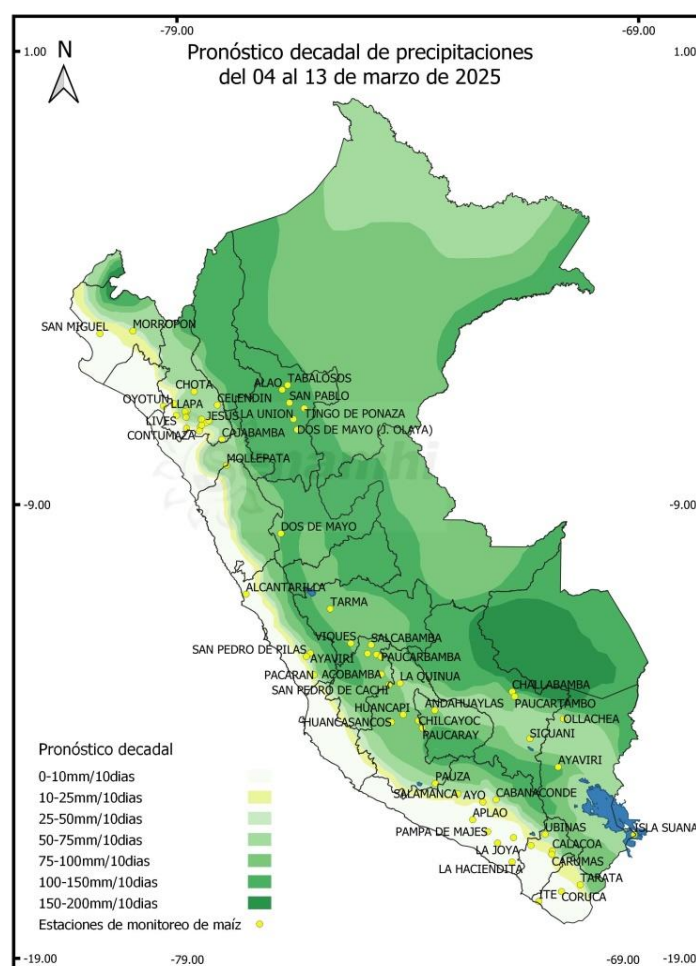 -79.00
-69.00
1.00
1.00
N
Pronóstico decadal de precipitaciones
del 04 al 13 de marzo de 2025
SAN MIGUEL
MORROPON
CHOTA
ALAO
TABALOSOS
OYOTUN
LLAPA
CELENDIN
SAN PABLO
LIVES
JESUS
LA UNION
TINGO DE PONAZA
CONTUMAZA
CAJABAMBA
DOS DE MAYO (J. OLAYA)
MOLLEPATA
senamhi
-9.00
-9.00
DOS DE MAYO
ALCANTARILLA
TARMA
VIQUES
SALCABAMBA
SAN PEDRO DE PILAS
AYAVIRI
PAUCARBAMBA
PACARAN
ACOBAMBA
LA QUINUA
SAN PEDRO DE CACHI
CHALLABAMBA
PAUCARTAMBO
HUANCAPI
ANDAHUAYLAS
OLLACHEA
HUANCASANCOS
CHILCAYOC
PAUCARAY
SICUANI
AYAVIRI
Pronóstico decadal
0-10mm/10dias
10-25mm/10dias
25-50mm/10dias
50-75mm/10dias
75-100mm/10dias
100-150mm/10dias
150-200mm/10dias
Estaciones de monitoreo de maíz
PAUZA
SALAMANCA
AYO
CABANACONDE
APLAO
PAMPA DE MAJES
UBINAS
ISLA SUANA
LA JOYA
CALACOA
LA HACIENDITA
CARUMAS
TARATA
ITE
CORUCA
-19.00
-79.00
-69.00
-19.00